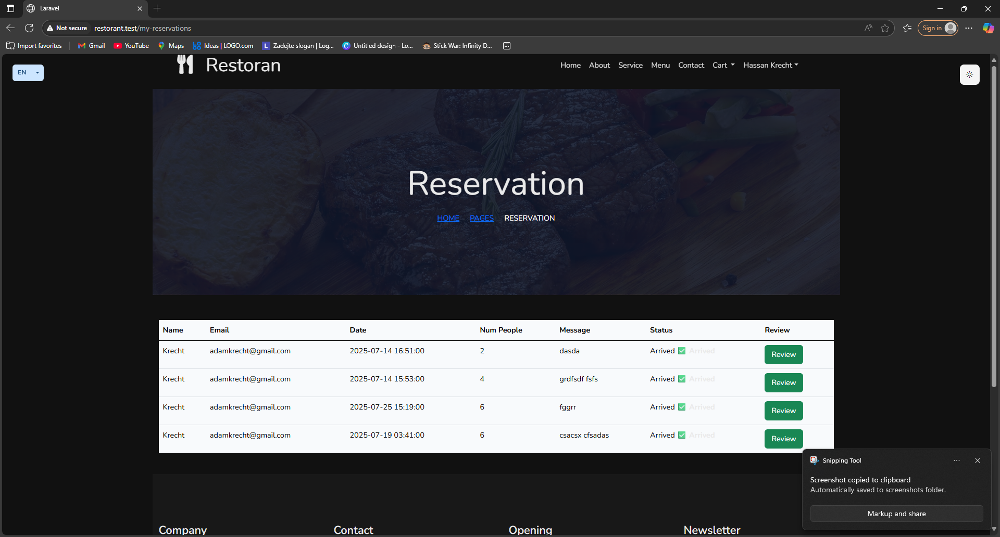 Laravel
Not secure restorant.test/my-reservations
Sign in
Import favorites Gmail YouTube Maps Ideas | LOGO.com Zadejte slogan | Log... Untitled design - Lo... Stick War: Infinity D...
EN
Restoran
Home About Service Menu Contact Cart Hassan Krecht
Reservation
HOME PAGES RESERVATION
Name Email Date Num People Message Status Review
Krecht adamkrecht@gmail.com 2025-07-14 16:51:00 2 dasda Arrived ✅ Arrived Review
Krecht adamkrecht@gmail.com 2025-07-14 15:53:00 4 grdfsdf fsfs Arrived ✅ Arrived Review
Krecht adamkrecht@gmail.com 2025-07-25 15:19:00 6 fggrr Arrived ✅ Arrived Review
Krecht adamkrecht@gmail.com 2025-07-19 03:41:00 6 csacsx cfsadas Arrived ✅ Arrived Review
Snipping Tool
Screenshot copied to clipboard
Automatically saved to screenshots folder.
Markup and share
Company Contact Opening Newsletter